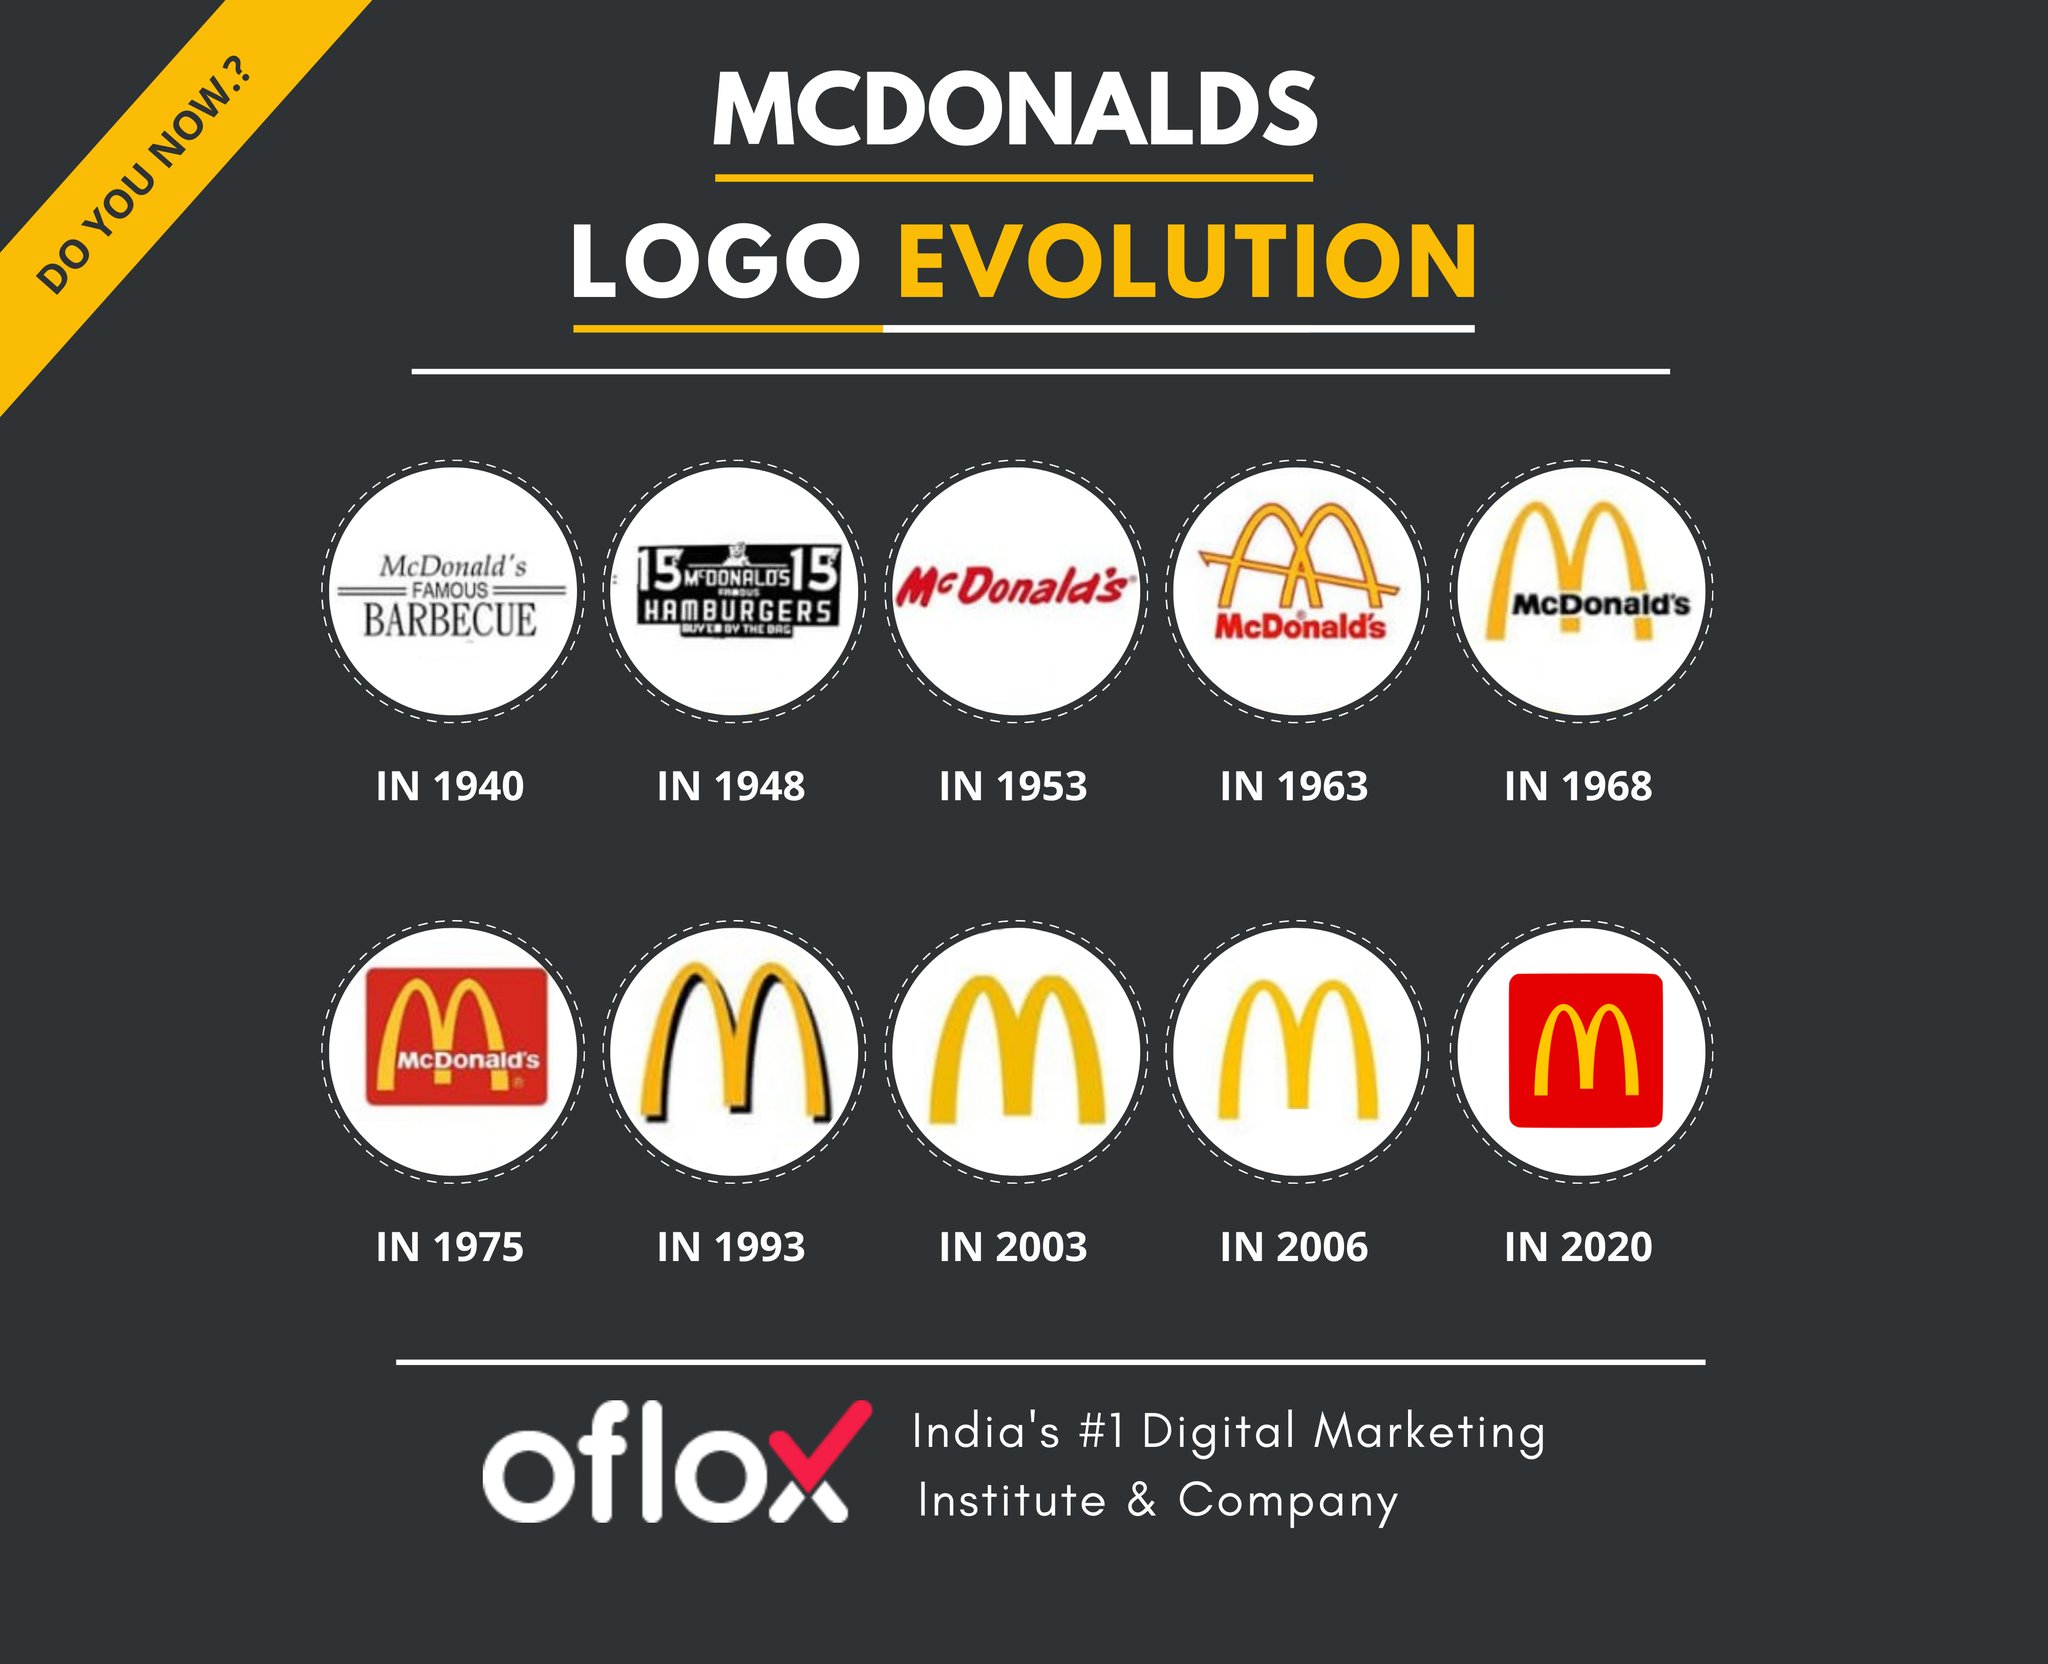 DO YOU NOW.?
MCDONALDS
LOGO EVOLUTION
McDonald's
FAMOUS
BARBECUE
15 McDONALD'S 15
FAMOUS
HAMBURGERS
BUY EM BY THE BAG
McDonald's
McDonald's
McDonald's
IN 1940
IN 1948
IN 1953
IN 1963
IN 1968
McDonald's
IN 1975
IN 1993
IN 2003
IN 2006
IN 2020
oflox
India's #1 Digital Marketing
Institute & Company